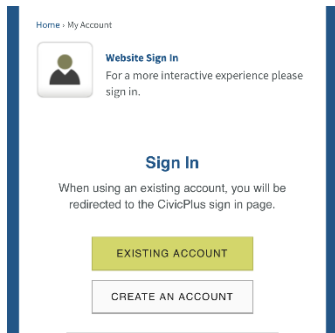 Home › My Account
Website Sign In
For a more interactive experience please
sign in.
Sign In
When using an existing account, you will be
redirected to the CivicPlus sign in page.
EXISTING ACCOUNT
CREATE AN ACCOUNT